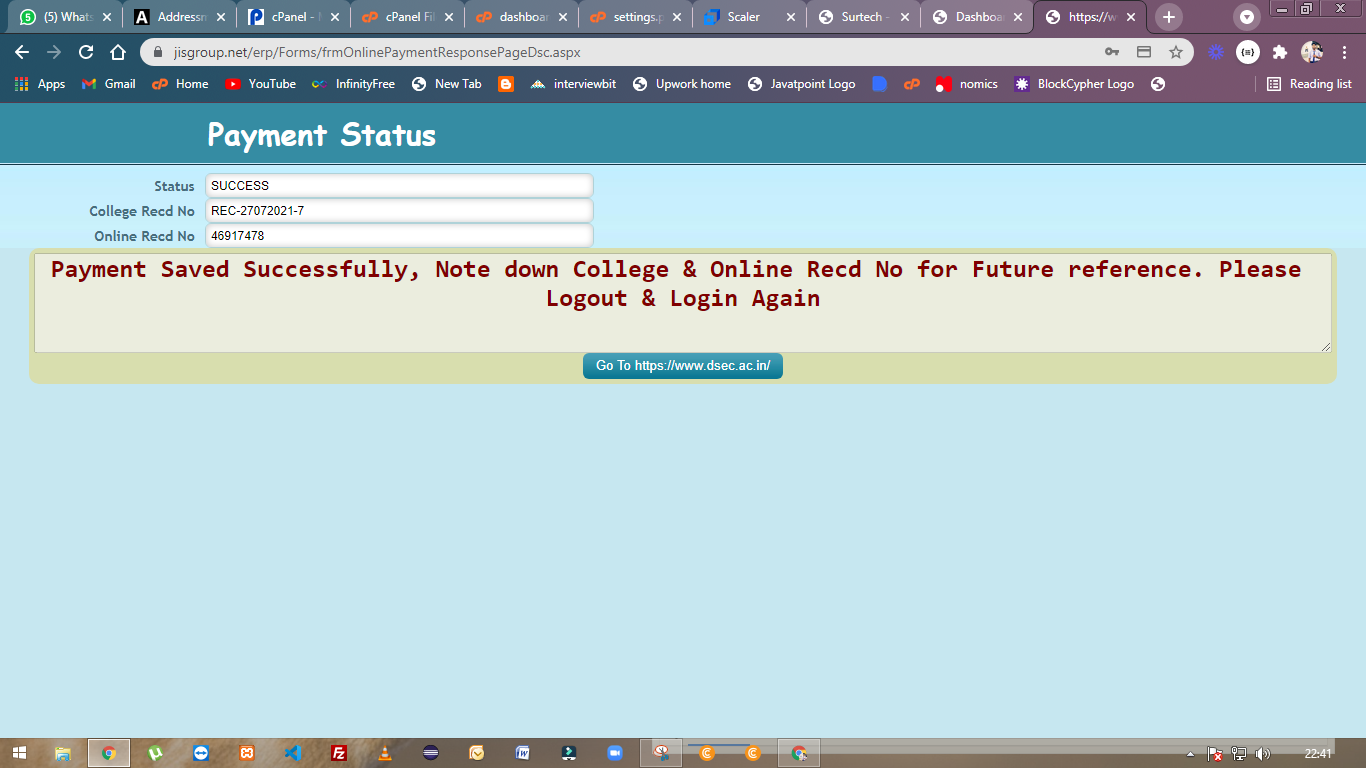 (5) Whats
Addressm
cPanel - M
cPanel Fil
dashboar
settings.p
Scaler
Surtech -
Dashboar
https://w
jisgroup.net/erp/Forms/frmOnlinePaymentResponsePageDsc.aspx
Apps
Gmail
Home
YouTube
InfinityFree
New Tab
interviewbit
Upwork home
Javatpoint Logo
nomics
BlockCypher Logo
Reading list
Payment Status
Status SUCCESS
College Recd No REC-27072021-7
Online Recd No 46917478
Payment Saved Successfully, Note down College & Online Recd No for Future reference. Please
Logout & Login Again
Go To https://www.dsec.ac.in/
22:41